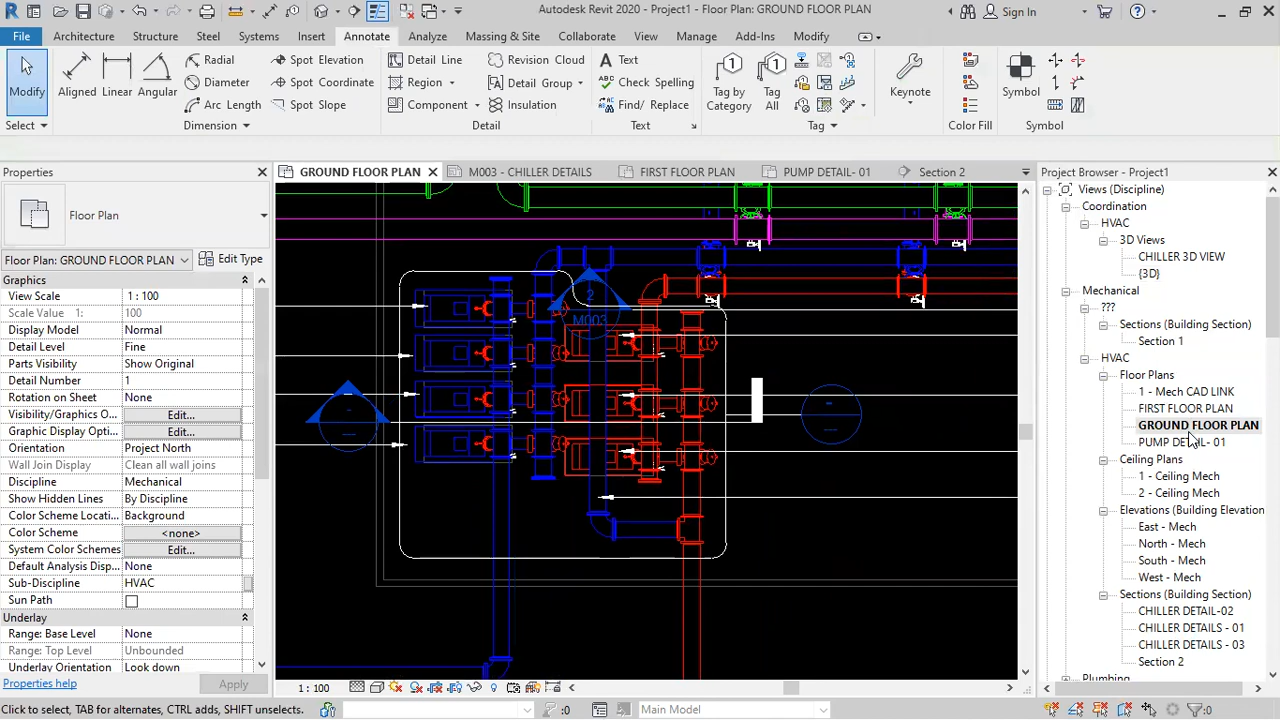 Autodesk Revit 2020 - Project1 - Floor Plan: GROUND FLOOR PLAN
Sign In
File Architecture Structure Steel Systems Insert Annotate Analyze Massing & Site Collaborate View Manage Add-Ins Modify
Modify
Select
Aligned Linear Angular
Radial
Diameter
Arc Length
Spot Elevation
Spot Coordinate
Spot Slope
Dimension
Detail Line
Region
Component
Revision Cloud
Detail Group
Insulation
Detail
Text
ABC Check Spelling
Find/ Replace
Text
Tag by Category
Tag All
Tag
Keynote
Color Fill
Symbol
Symbol
Properties
GROUND FLOOR PLAN M003 - CHILLER DETAILS FIRST FLOOR PLAN PUMP DETAIL- 01 Section 2
Project Browser - Project1
Floor Plan
Floor Plan: GROUND FLOOR PLAN Edit Type
Graphics
View Scale 1 : 100
Scale Value 1: 100
Display Model Normal
Detail Level Fine
Parts Visibility Show Original
Detail Number 1
Rotation on Sheet None
Visibility/Graphics O... Edit...
Graphic Display Opti... Edit...
Orientation Project North
Wall Join Display Clean all wall joins
Discipline Mechanical
Show Hidden Lines By Discipline
Color Scheme Locati... Background
Color Scheme <none>
System Color Schemes Edit...
Default Analysis Disp... None
Sub-Discipline HVAC
Sun Path
Underlay
Range: Base Level None
Range: Top Level Unbounded
Underlay Orientation Look down
Properties help Apply
2
M003
Views (Discipline)
Coordination
HVAC
3D Views
CHILLER 3D VIEW
{3D}
Mechanical
???
Sections (Building Section)
Section 1
HVAC
Floor Plans
1 - Mech CAD LINK
FIRST FLOOR PLAN
GROUND FLOOR PLAN
PUMP DETAIL- 01
Ceiling Plans
1 - Ceiling Mech
2 - Ceiling Mech
Elevations (Building Elevation
East - Mech
North - Mech
South - Mech
West - Mech
Sections (Building Section)
CHILLER DETAIL-02
CHILLER DETAILS - 01
CHILLER DETAILS - 03
Section 2
Plumbing
1 : 100
Click to select, TAB for alternates, CTRL adds, SHIFT unselects.
:0
Main Model
:0